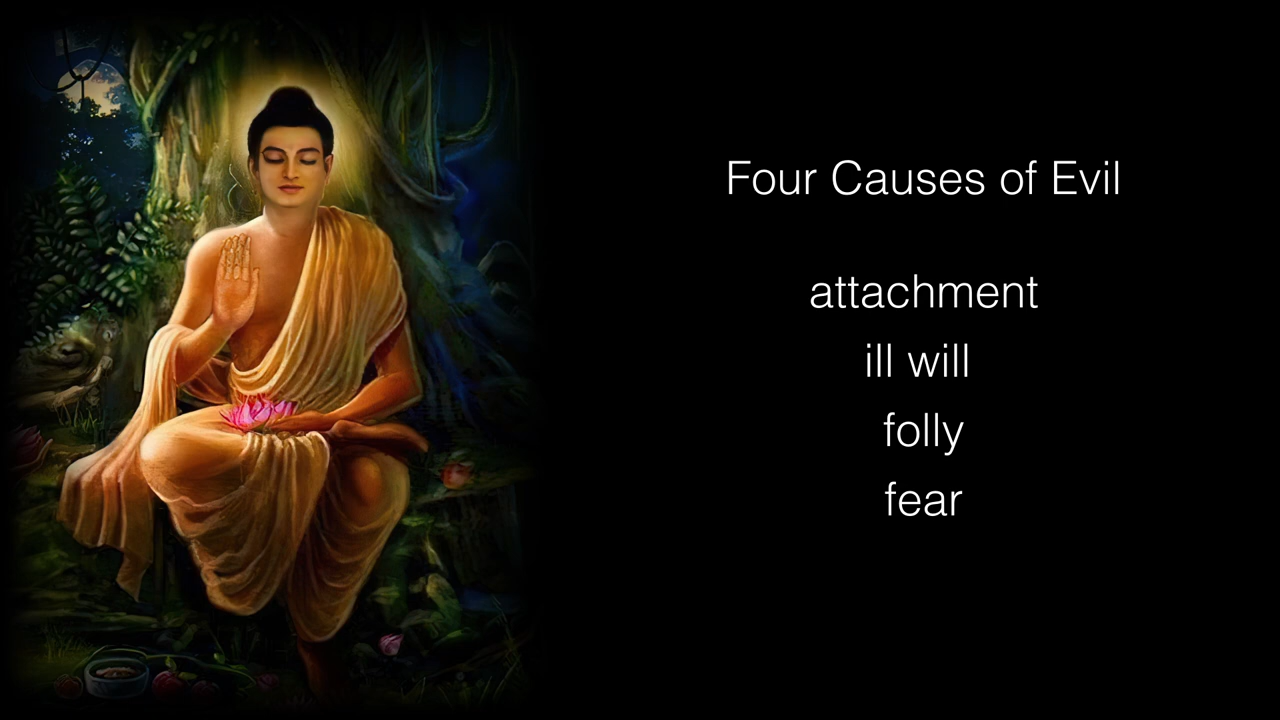 Four Causes of Evil
attachment
ill will
folly
fear